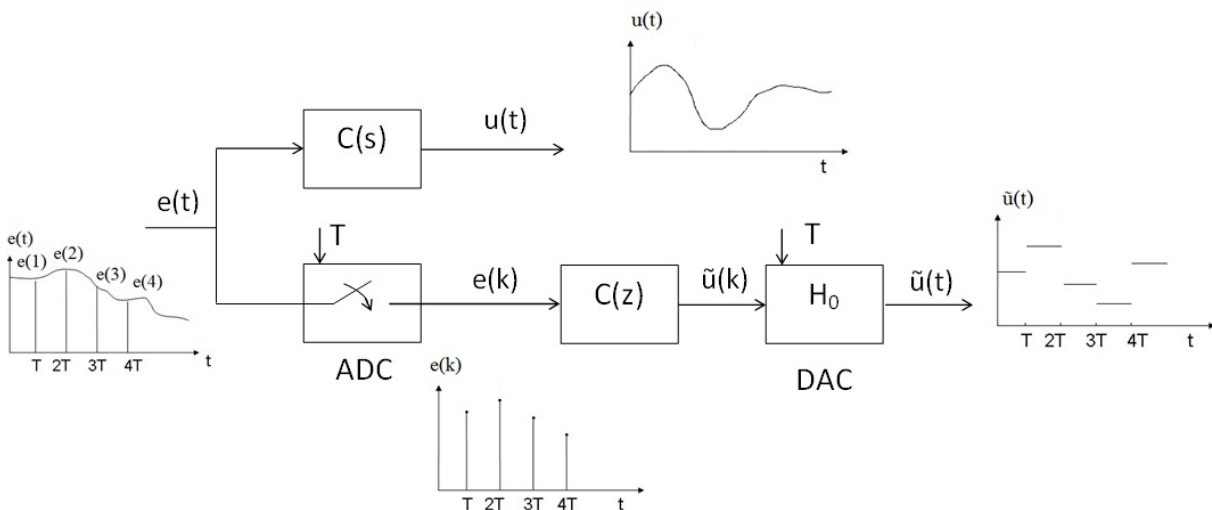 u(t)
t
C(s)
u(t)
e(t)
e(t)
e(1)
e(2)
e(3)
e(4)
T 2T 3T 4T
t
T
ADC
e(k)
C(z)
ũ(k)
T
H₀
DAC
ũ(t)
ũ(t)
T 2T 3T 4T t
e(k)
T 2T 3T 4T t